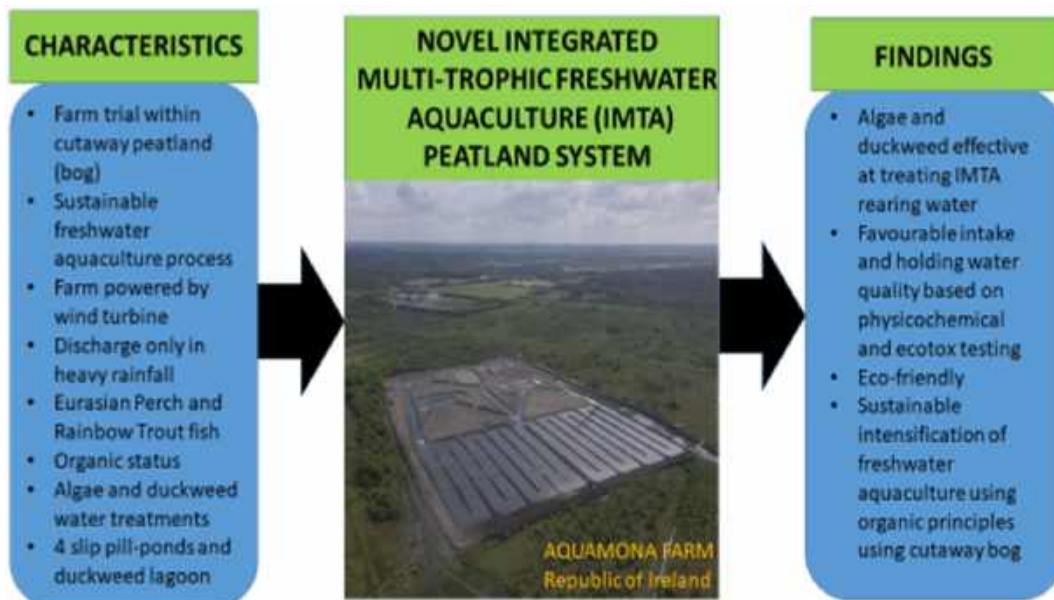 CHARACTERISTICS
• Farm trial within
cutaway peatland
(bog)
• Sustainable
freshwater
aquaculture process
• Farm powered by
wind turbine
• Discharge only in
heavy rainfall
• Eurasian Perch and
Rainbow Trout fish
• Organic status
• Algae and duckweed
water treatments
• 4 slip pill-ponds and
duckweed lagoon
NOVEL INTEGRATED
MULTI-TROPHIC FRESHWATER
AQUACULTURE (IMTA)
PEATLAND SYSTEM
AQUAMONA FARM
Republic of Ireland
FINDINGS
• Algae and
duckweed effective
at treating IMTA
rearing water
• Favourable intake
and holding water
quality based on
physicochemical
and ecotox testing
• Eco-friendly
• Sustainable
intensification of
freshwater
aquaculture using
organic principles
using cutaway bog